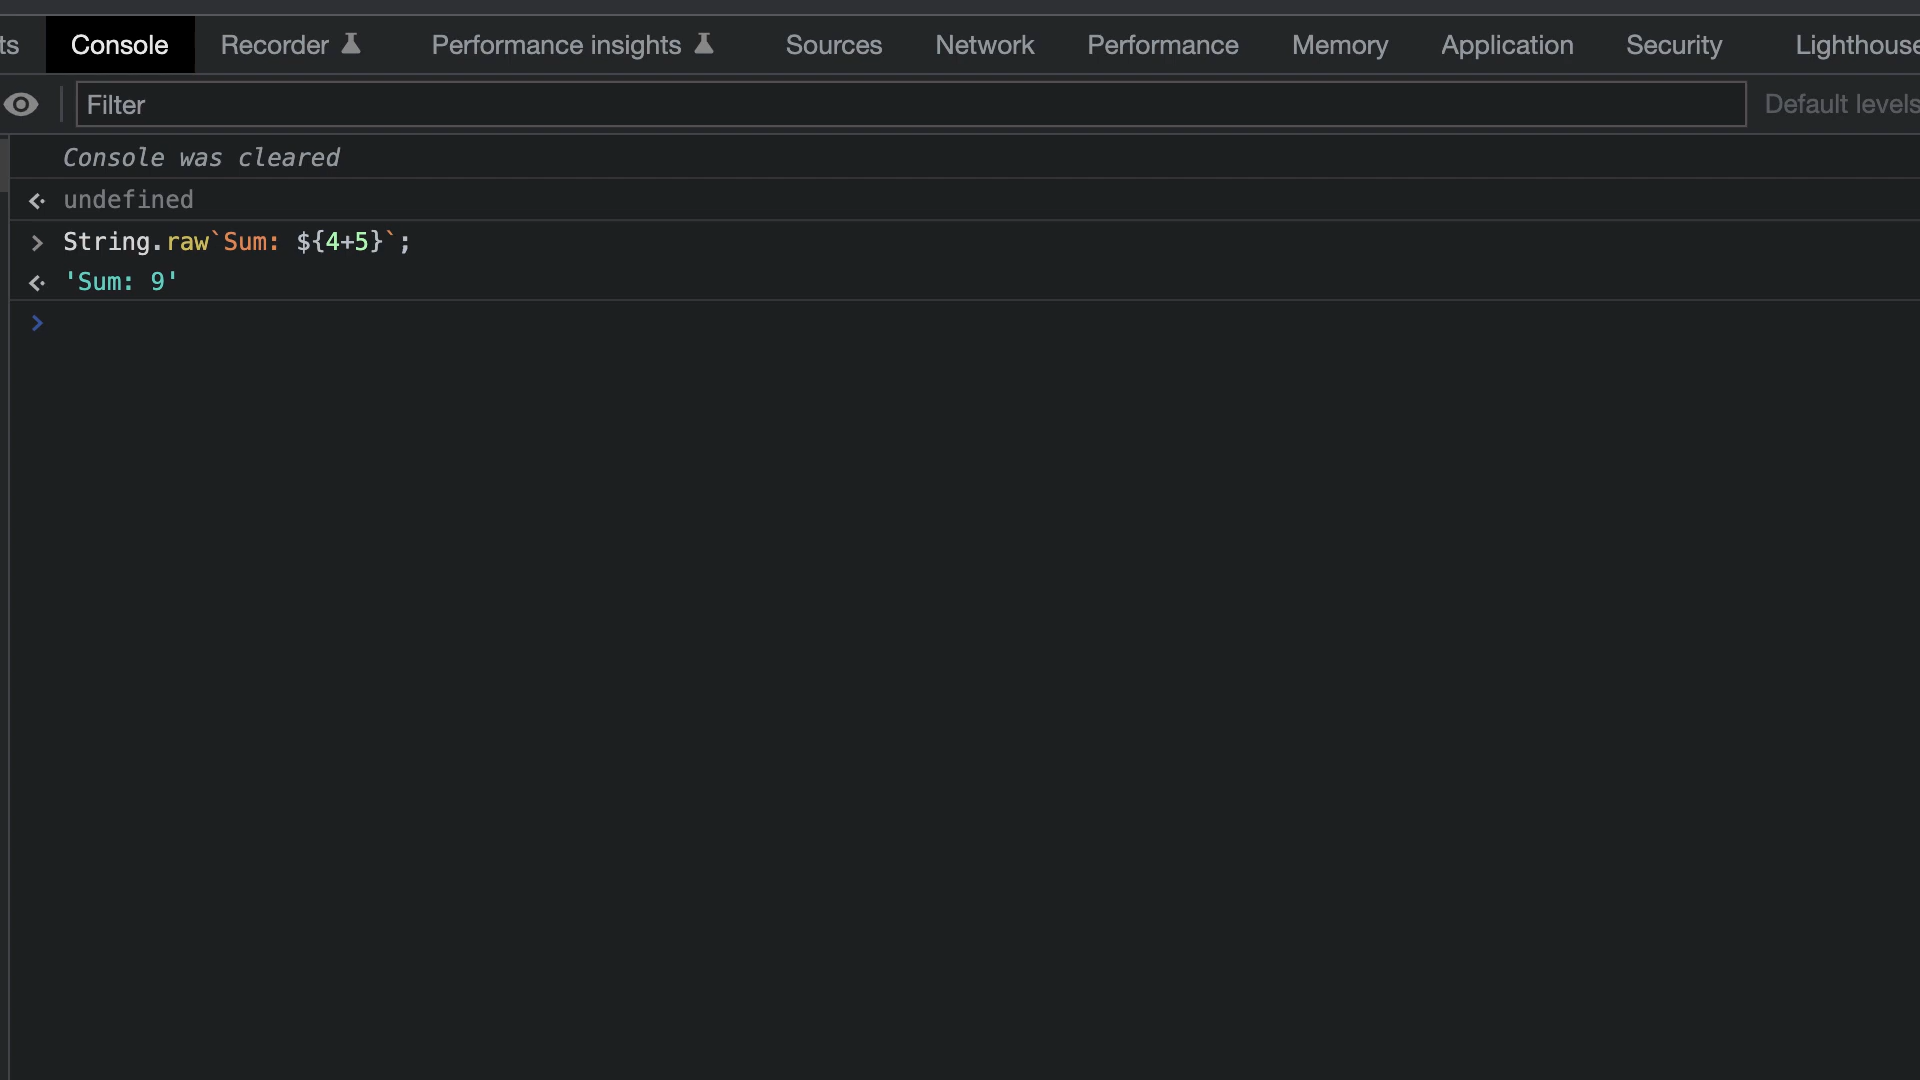 ts Console Recorder Performance insights Sources Network Performance Memory Application Security Lighthouse
Filter Default levels
Console was cleared
undefined
String.raw`Sum: ${4+5}`;
'Sum: 9'